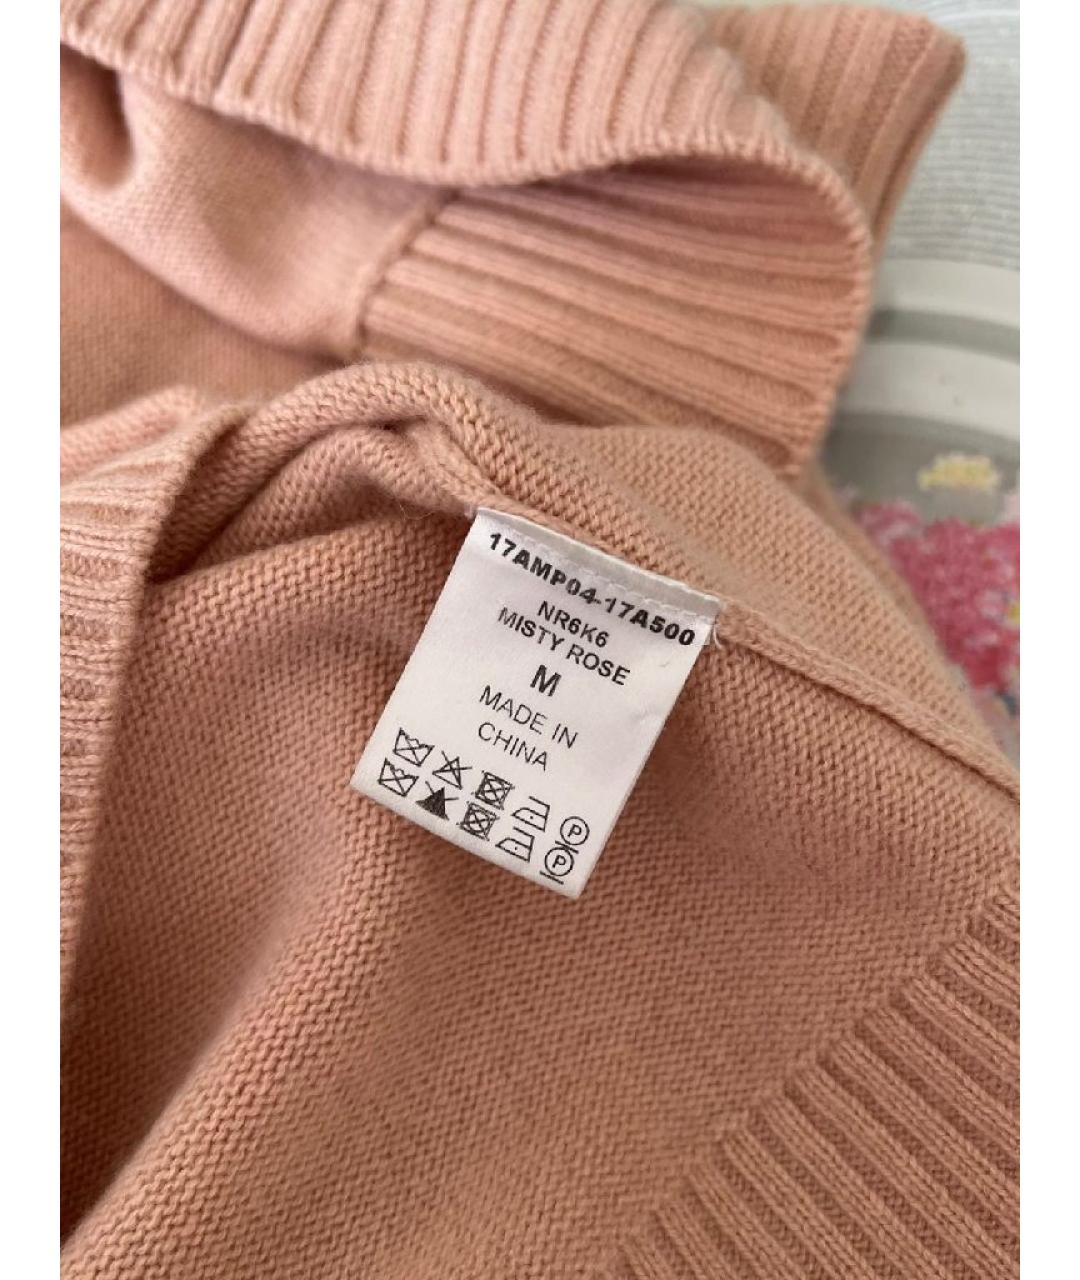 17AMP04-17A500
NR6K6
MISTY ROSE
M
MADE IN
CHINA
P
P